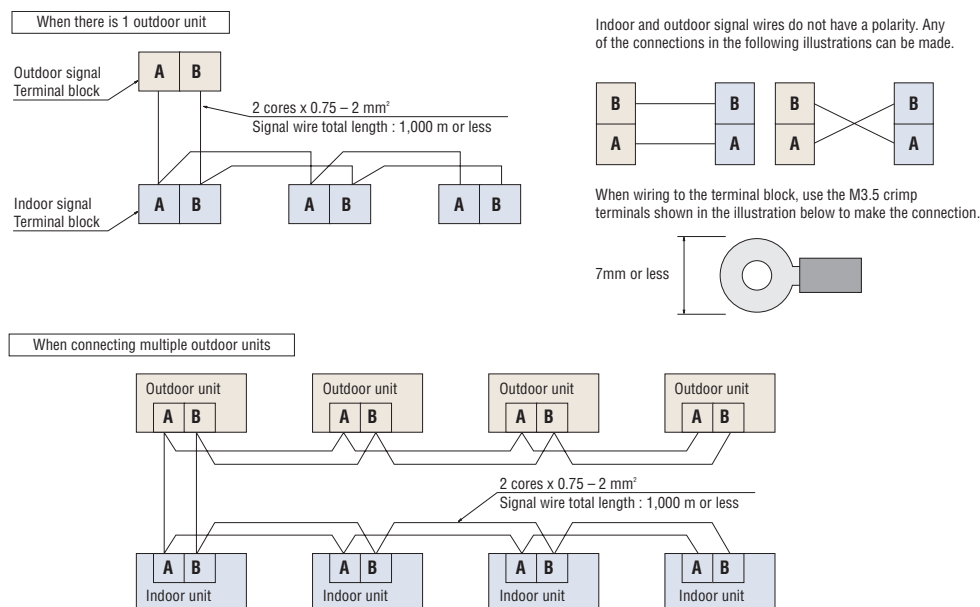 When there is 1 outdoor unit
Outdoor signal
Terminal block
A B
2 cores x 0.75 – 2 mm²
Signal wire total length : 1,000 m or less
Indoor signal
Terminal block
A B
A B
A B
Indoor and outdoor signal wires do not have a polarity. Any
of the connections in the following illustrations can be made.
B B B B
A A A A
When wiring to the terminal block, use the M3.5 crimp
terminals shown in the illustration below to make the connection.
7mm or less
When connecting multiple outdoor units
Outdoor unit Outdoor unit Outdoor unit Outdoor unit
A B A B A B A B
2 cores x 0.75 – 2 mm²
Signal wire total length : 1,000 m or less
A B A B A B A B
Indoor unit Indoor unit Indoor unit Indoor unit